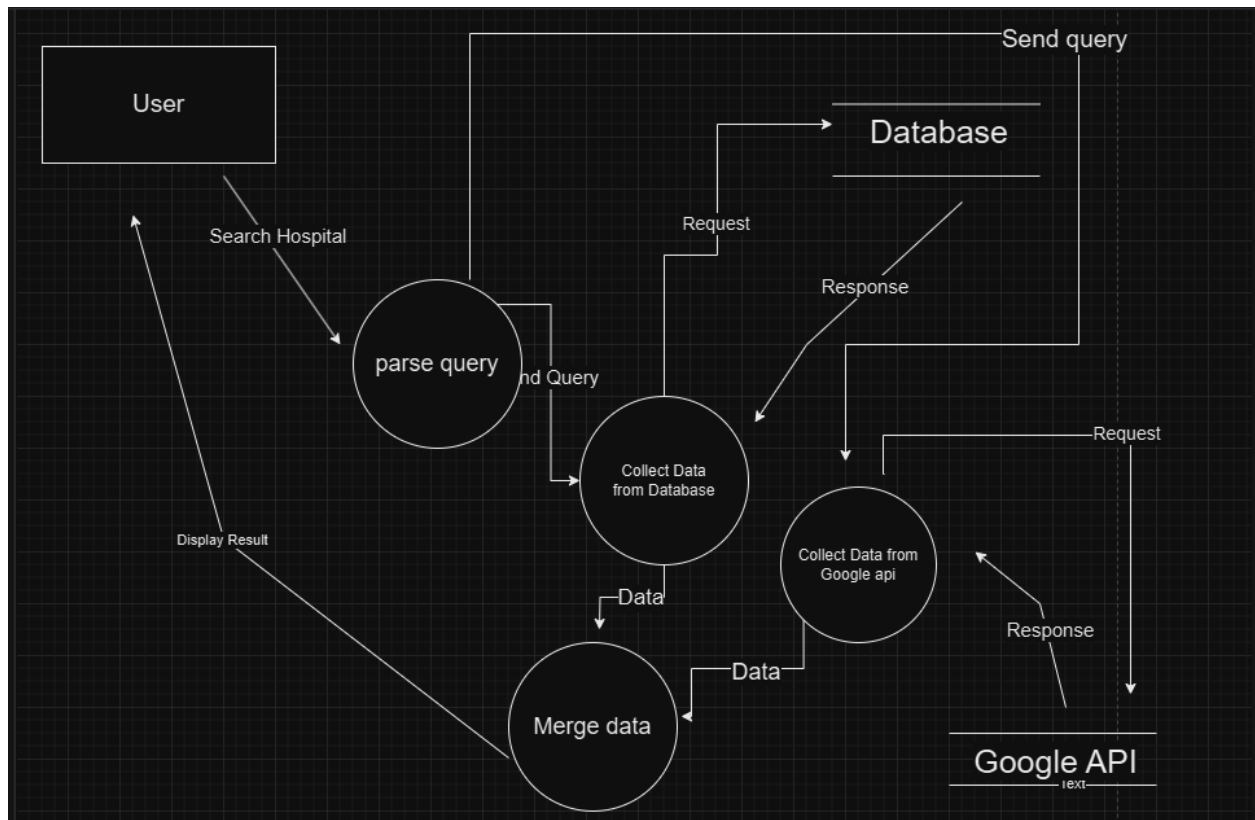 Send query
User
Database
Request
Search Hospital
Response
parse query
nd Query
Request
Collect Data
from Database
Collect Data from
Google api
Display Result
Data
Response
Data
Merge data
Google API
Text